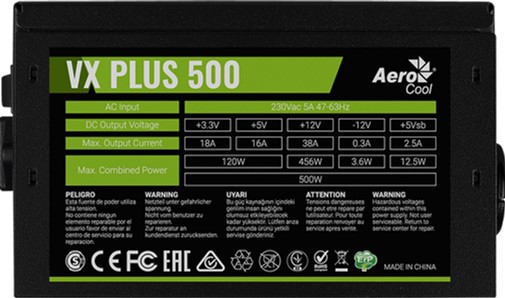 VX PLUS 500
Aero
Cool
AC Input 230Vac 5A 47-63Hz
DC Output Voltage +3.3V +5V +12V -12V +5Vsb
Max. Output Current 18A 16A 38A 0.3A 2.5A
Max. Combined Power 120W 456W 3.6W 12.5W
500W
PELIGRO
Esta fuente de poder utiliza
alta tension.
No contiene ningun
elemento reparable por el
usuario favor de enviar al
centro de servicio para su
reparacion.
WARNING
Netzteil unter gefahrlicher
spannung.
Nicht vom benutzer zu
reparieren.
Zur reparatur an
kundendienst zurucksenden.
UYARI
Bu güç kaynağının içindeki
gerilim insan sağlığını
olumsuz etkileyebilecek
kadar yüksektir. Lütfen arıza
durumunda ürünü yetkili
servise gönderiniz.
ATTENTION
Tensions dangereuses
ne peut etre reparer par
l'utilisateur. Pour toute
reparation renvoyer au
service apres vente.
WARNING
Hazardous voltages
contained within this
power supply. Not user
serviceable. Return to
service center for repair.
S CE FC EAC ErP
MADE IN CHINA